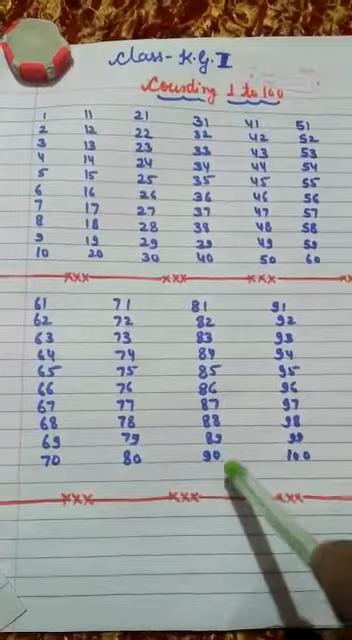 Class- K.G I
Counting 1 to 100
1 11 21 31 41 51
2 12 22 32 42 52
3 13 23 33 43 53
4 14 24 34 44 54
5 15 25 35 45 55
6 16 26 36 46 56
7 17 27 37 47 57
8 18 28 38 48 58
9 19 29 39 49 59
10 20 30 40 50 60
xxx xxx xxx xxx
61 71 81 91
62 72 82 92
63 73 83 93
64 74 84 94
65 75 85 95
66 76 86 96
67 77 87 97
68 78 88 98
69 79 89 99
70 80 90 100
xxx xxx xxx